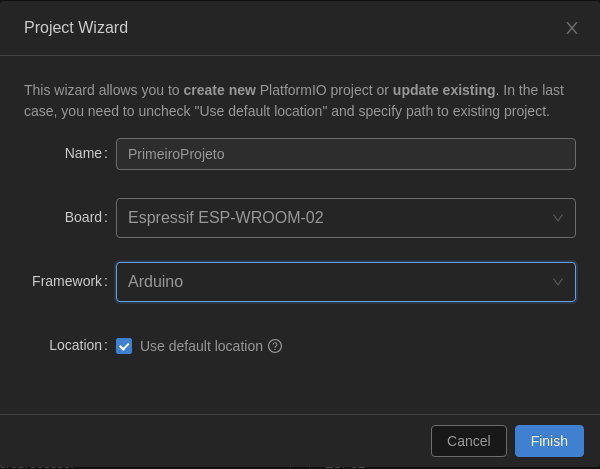 Project Wizard
This wizard allows you to create new PlatformIO project or update existing. In the last
case, you need to uncheck "Use default location" and specify path to existing project.
Name: PrimeiroProjeto
Board: Espressif ESP-WROOM-02
Framework: Arduino
Location: Use default location
Cancel Finish